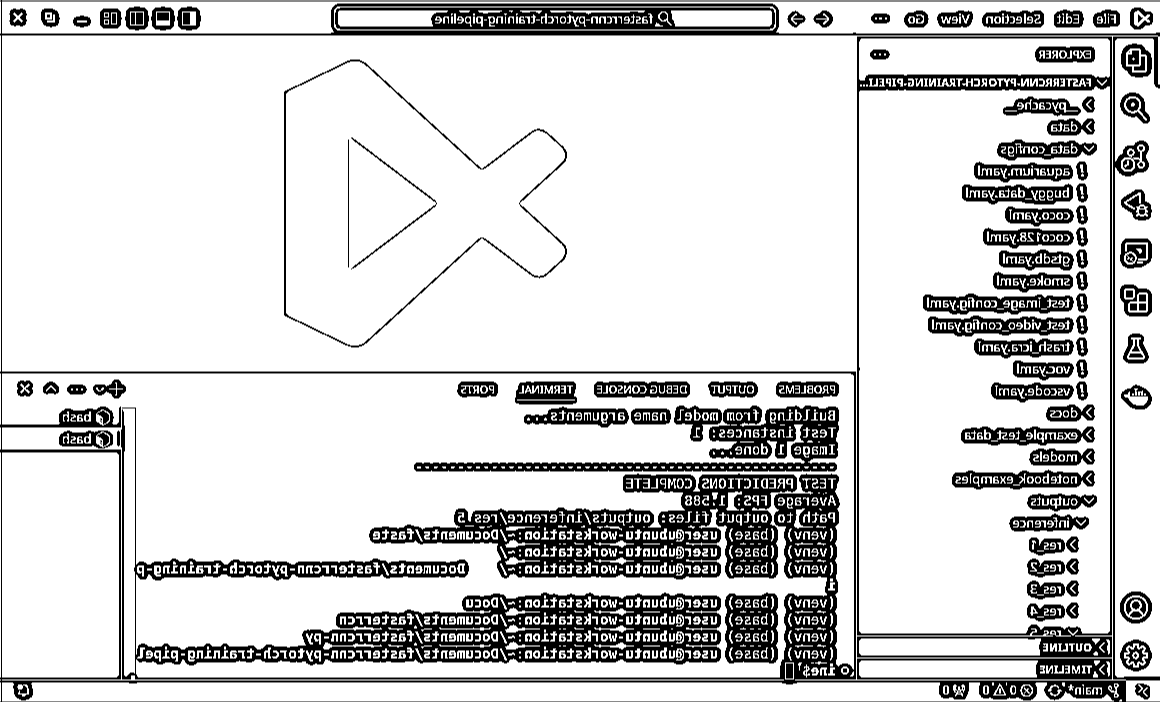 File Edit Selection View Go
fasterrcnn-pytorch-training-pipeline
EXPLORER
FASTERRCNN-PYTORCH-TRAINING-PIPELI...
__pycache__
data
data_configs
! aquarium.yaml
! buggy_data.yaml
! coco.yaml
! coco128.yaml
! gtsdb.yaml
! smoke.yaml
! test_image_config.yaml
! test_video_config.yaml
! trash_icra.yaml
! voc.yaml
! vscode.yaml
docs
example_test_data
models
notebook_examples
outputs
inference
res_1
res_2
res_3
res_4
res_5
OUTLINE
TIMELINE
PROBLEMS OUTPUT DEBUG CONSOLE TERMINAL PORTS
Building from model name arguments...
Test instances: 1
Image 1 done...
--------------------------------------------------
TEST PREDICTIONS COMPLETE
Average FPS: 1.588
Path to output files: outputs/inference/res_5
(venv) (base) user@ubuntu-workstation:~/Documents/faste
(venv) (base) user@ubuntu-workstation:~/
(venv) (base) user@ubuntu-workstation:~/ Documents/fasterrcnn-pytorch-training-p
i
(venv) (base) user@ubuntu-workstation:~/Docu
(venv) (base) user@ubuntu-workstation:~/Documents/fasterrcn
(venv) (base) user@ubuntu-workstation:~/Documents/fasterrcnn-py
(venv) (base) user@ubuntu-workstation:~/Documents/fasterrcnn-pytorch-training-pipel
ine$
bash
bash
main* 0 0 0